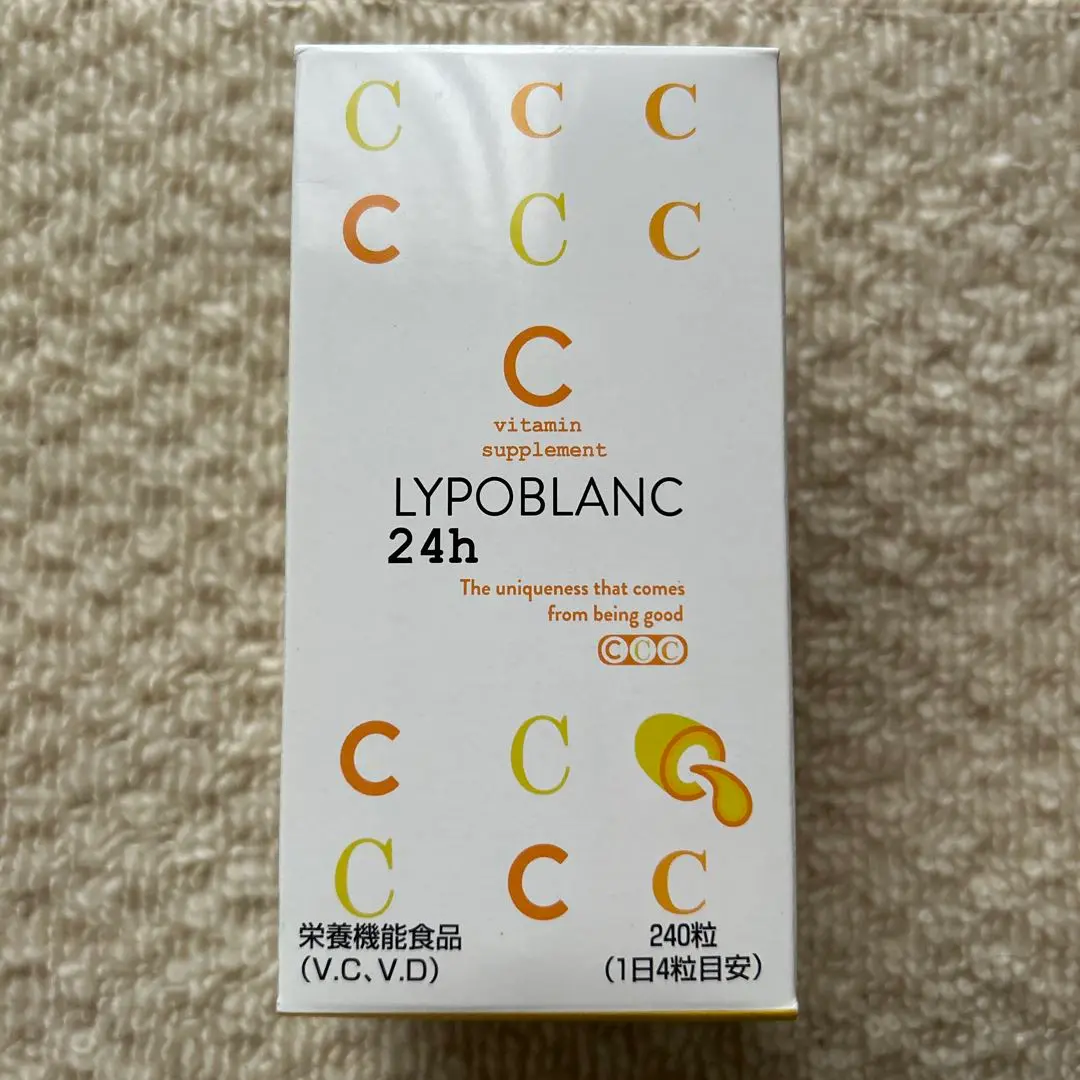 C C C
C C C
C
vitamin
supplement
LYPOBLANC
24h
The uniqueness that comes
from being good
CCC
C C
C C C
栄養機能食品
(V.C、V.D)
240粒
(1日4粒目安)